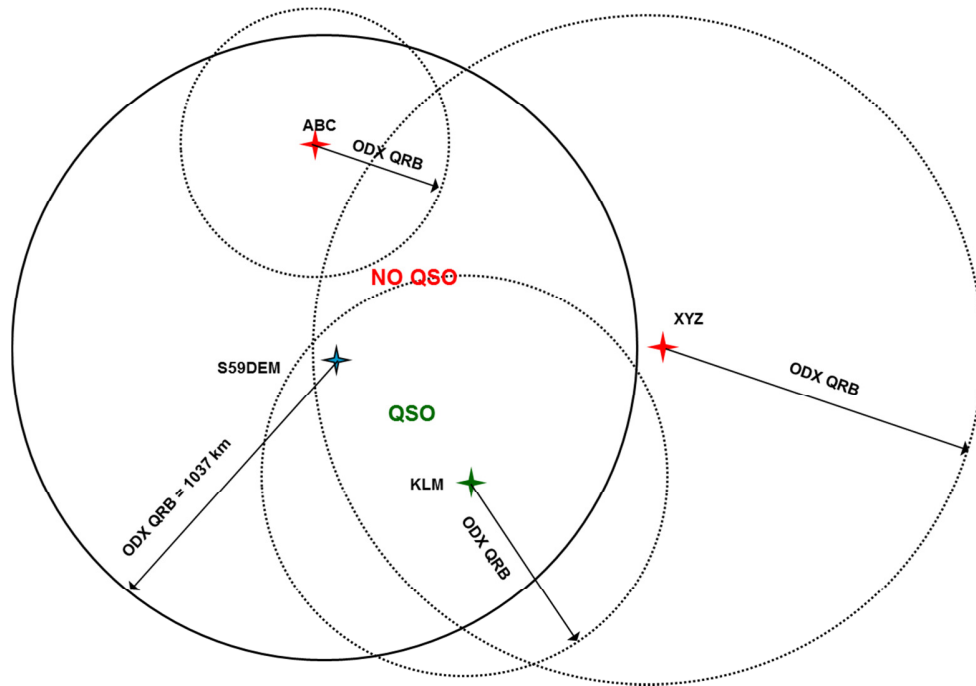 ABC
ODX QRB
NO QSO
XYZ
S59DEM
ODX QRB
QSO
ODX QRB = 1037 km
KLM
ODX QRB